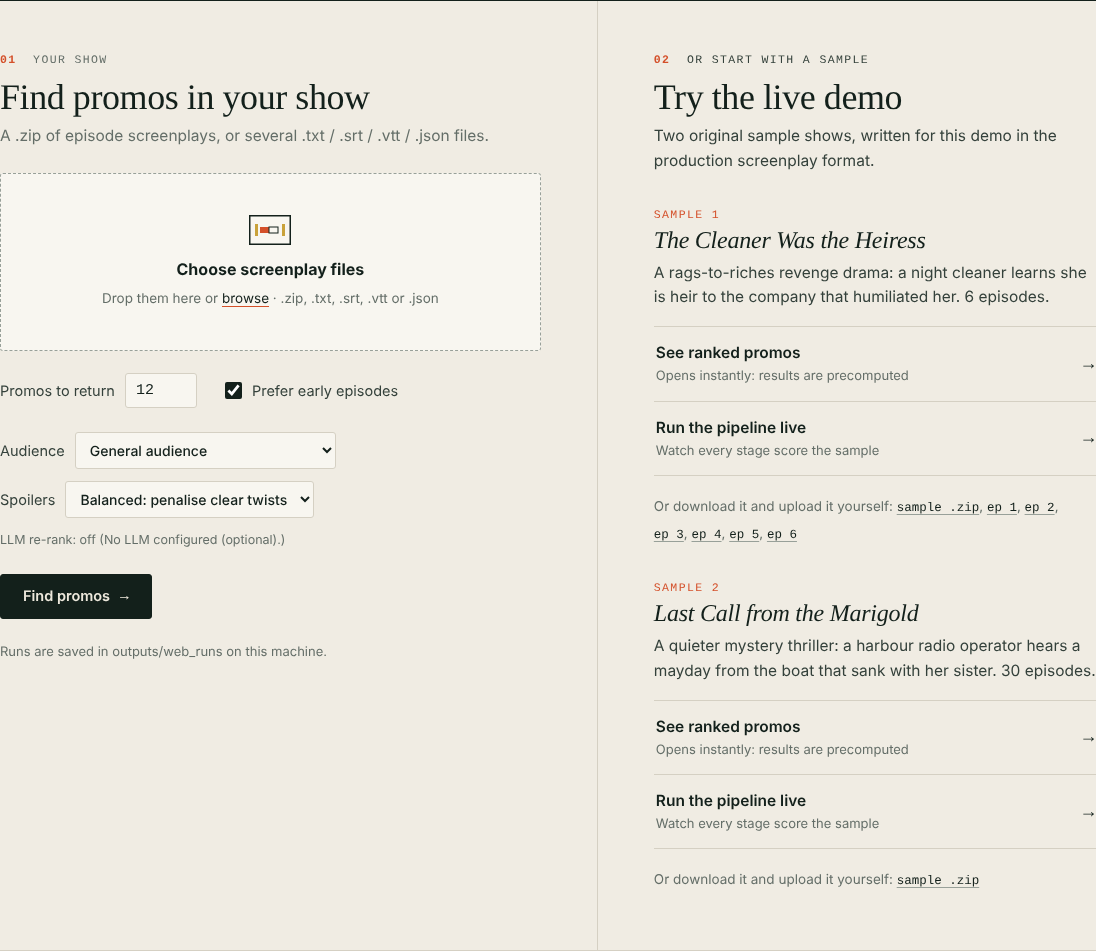 01 YOUR SHOW
Find promos in your show
A .zip of episode screenplays, or several .txt / .srt / .vtt / .json files.
Choose screenplay files
Drop them here or browse · .zip, .txt, .srt, .vtt or .json
Promos to return 12 Prefer early episodes
Audience General audience
Spoilers Balanced: penalise clear twists
LLM re-rank: off (No LLM configured (optional).)
Find promos →
Runs are saved in outputs/web_runs on this machine.
02 OR START WITH A SAMPLE
Try the live demo
Two original sample shows, written for this demo in the
production screenplay format.
SAMPLE 1
The Cleaner Was the Heiress
A rags-to-riches revenge drama: a night cleaner learns she
is heir to the company that humiliated her. 6 episodes.
See ranked promos →
Opens instantly: results are precomputed
Run the pipeline live →
Watch every stage score the sample
Or download it and upload it yourself: sample .zip, ep 1, ep 2,
ep 3, ep 4, ep 5, ep 6
SAMPLE 2
Last Call from the Marigold
A quieter mystery thriller: a harbour radio operator hears a
mayday from the boat that sank with her sister. 30 episodes.
See ranked promos →
Opens instantly: results are precomputed
Run the pipeline live →
Watch every stage score the sample
Or download it and upload it yourself: sample .zip